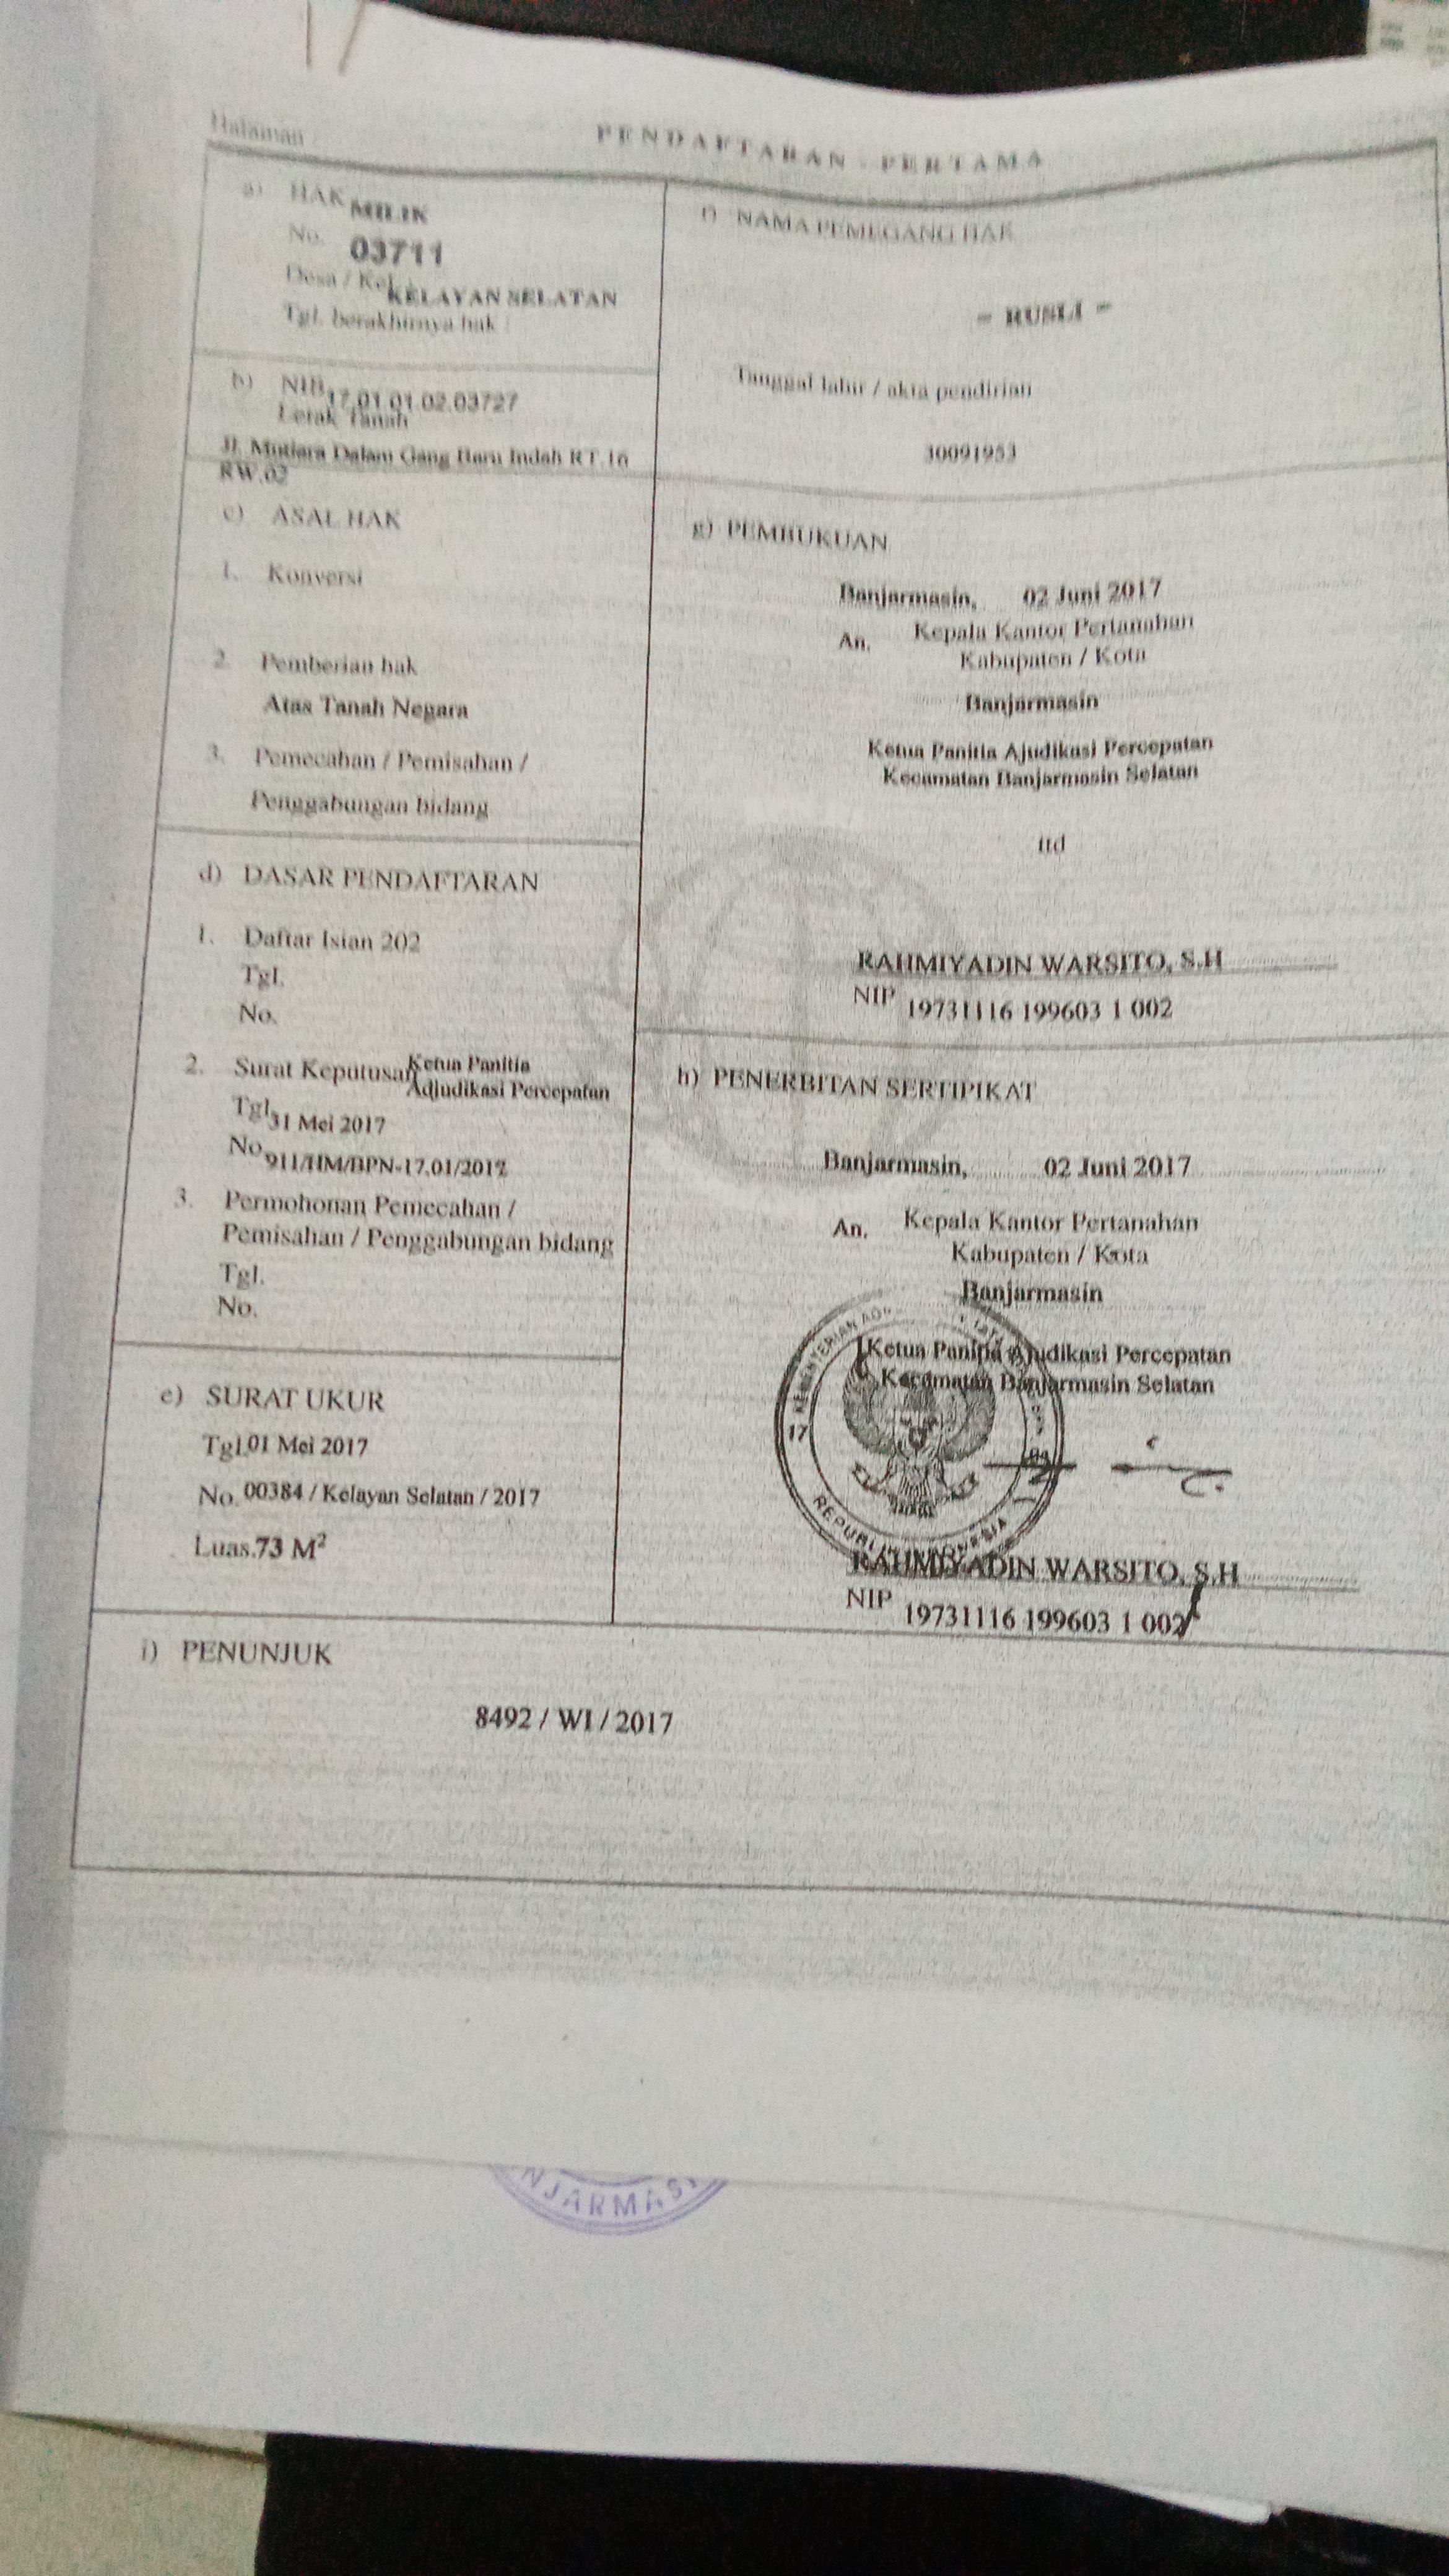 Halaman :
PENDAFTARAN - PERTAMA
a) HAK MILIK
No. 03711
Desa / Kel. KELAYAN SELATAN
Tgl. berakhirnya hak :
b) NIB 17.01.01.02.03727
Letak Tanah
Jl. Mutiara Dalam Gang Baru Indah RT.16
RW.02
c) ASAL HAK
1. Konversi
2. Pemberian hak
Atas Tanah Negara
3. Pemecahan / Pemisahan /
Penggabungan bidang
d) DASAR PENDAFTARAN
1. Daftar Isian 202
Tgl.
No.
2. Surat Keputusan Ketua Panitia
Adjudikasi Percepatan
Tgl. 31 Mei 2017
No. 911/HM/BPN-17.01/2017
3. Permohonan Pemecahan /
Pemisahan / Penggabungan bidang
Tgl.
No.
e) SURAT UKUR
Tgl. 01 Mei 2017
No. 00384 / Kelayan Selatan / 2017
Luas. 73 M²
f) NAMA PEMEGANG HAK
= RUSLI =
Tanggal lahir / akta pendirian
30091953
g) PEMBUKUAN
Banjarmasin, 02 Juni 2017
An. Kepala Kantor Pertanahan
Kabupaten / Kota
Banjarmasin
Ketua Panitia Ajudikasi Percepatan
Kecamatan Banjarmasin Selatan
ttd
RAHMIYADIN WARSITO, S.H
NIP 19731116 199603 1 002
h) PENERBITAN SERTIPIKAT
Banjarmasin, 02 Juni 2017
An. Kepala Kantor Pertanahan
Kabupaten / Kota
Banjarmasin
Ketua Panitia Ajudikasi Percepatan
Kecamatan Banjarmasin Selatan
KEMENTERIAN
17
REPUBLIK INDONESIA
RAHMIYADIN WARSITO, S.H
NIP 19731116 199603 1 002
i) PENUNJUK
8492 / WI / 2017
NJARMAS